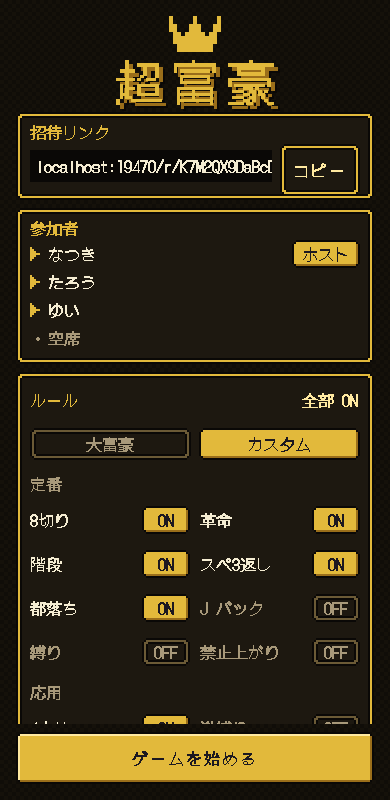 超富豪
招待リンク
localhost:19470/r/K7M2QX9DaBc
コピー
参加者
なつき ホスト
たろう
ゆい
・空席
ルール 全部 ON
大富豪 カスタム
定番
8切り ON 革命 ON
階段 ON スペ3返し ON
都落ち ON J バック OFF
縛り OFF 禁止上がり OFF
応用
ゲームを始める